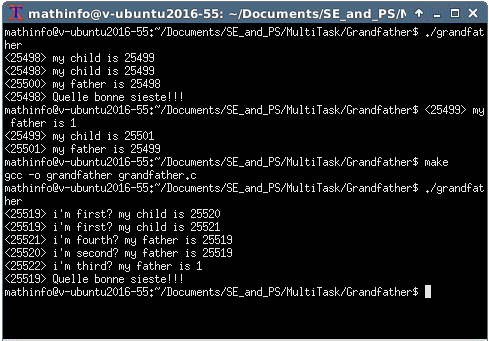 mathinfo@v-ubuntu2016-55: ~/Documents/SE_and_PS/M
mathinfo@v-ubuntu2016-55:~/Documents/SE_and_PS/MultiTask/Grandfather$ ./grandfat
her
<25498> my child is 25499
<25498> my child is 25499
<25500> my father is 25498
<25498> Quelle bonne sieste!!!
mathinfo@v-ubuntu2016-55:~/Documents/SE_and_PS/MultiTask/Grandfather$ <25499> my
 father is 1
<25499> my child is 25501
<25501> my father is 25499
mathinfo@v-ubuntu2016-55:~/Documents/SE_and_PS/MultiTask/Grandfather$ make
gcc -o grandfather grandfather.c
mathinfo@v-ubuntu2016-55:~/Documents/SE_and_PS/MultiTask/Grandfather$ ./grandfat
her
<25519> i'm first? my child is 25520
<25519> i'm first? my child is 25521
<25521> i'm fourth? my father is 25519
<25520> i'm second? my father is 25519
<25522> i'm third? my father is 1
<25519> Quelle bonne sieste!!!
mathinfo@v-ubuntu2016-55:~/Documents/SE_and_PS/MultiTask/Grandfather$